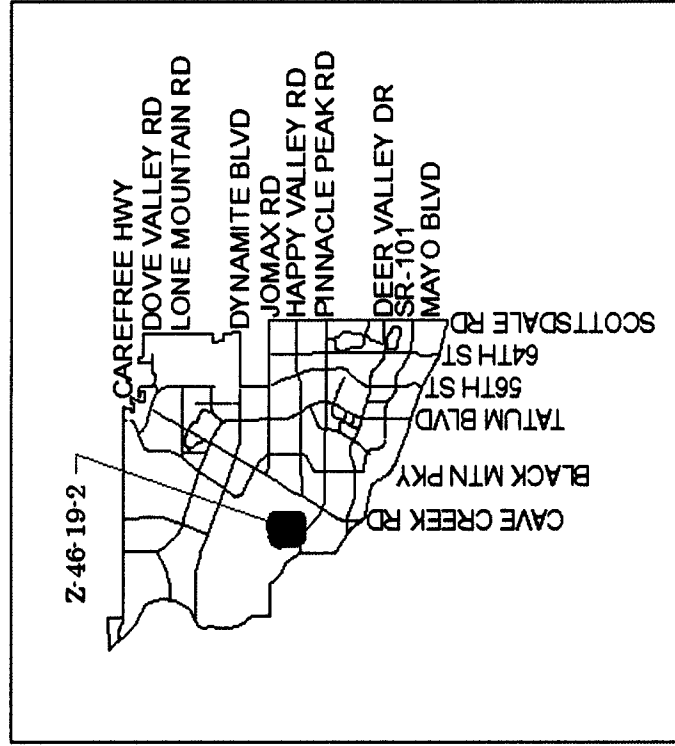 Z-46-19-2
CAREFREE HWY
DOVE VALLEY RD
LONE MOUNTAIN RD
DYNAMITE BLVD
JOMAX RD
HAPPY VALLEY RD
PINNACLE PEAK RD
DEER VALLEY DR
SR-101
MAYO BLVD
SCOTTSDALE RD
64TH ST
56TH ST
TATUM BLVD
BLACK MTN PKY
CAVE CREEK RD